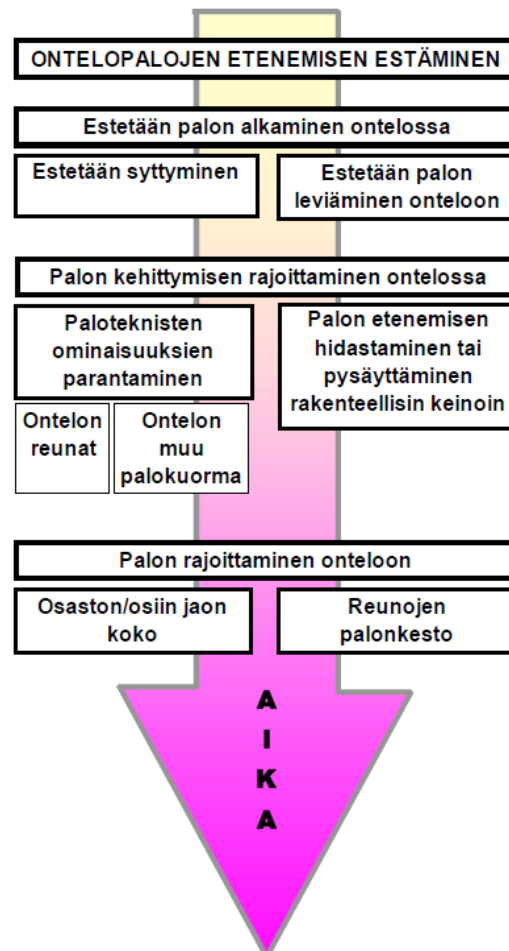 ONTELOPALOJEN ETENEMISEN ESTÄMINEN
Estetään palon alkaminen ontelossa
Estetään syttyminen
Estetään palon
leviäminen onteloon
Palon kehittymisen rajoittaminen ontelossa
Paloteknisten
ominaisuuksien
parantaminen
Palon etenemisen
hidastaminen tai
pysäyttäminen
rakenteellisin keinoin
Ontelon
reunat
Ontelon
muu
palokuorma
Palon rajoittaminen onteloon
Osaston/osiin jaon
koko
Reunojen
palonkesto
A
I
K
A